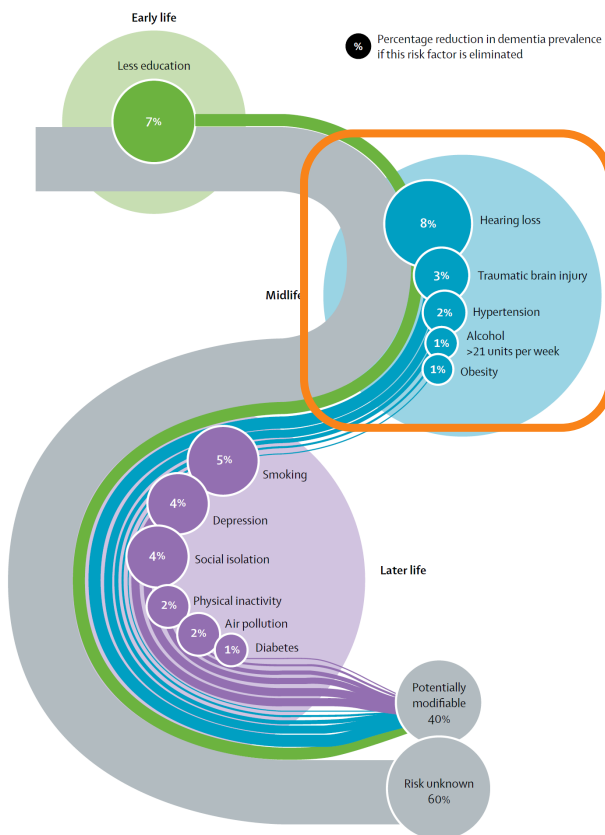 Early life
% Percentage reduction in dementia prevalence
if this risk factor is eliminated
Less education
7%
8%
Hearing loss
3%
Traumatic brain injury
Midlife
2%
Hypertension
1%
Alcohol
>21 units per week
1%
Obesity
5%
Smoking
4%
Depression
4%
Social isolation
Later life
2%
Physical inactivity
2%
Air pollution
1%
Diabetes
Potentially
modifiable
40%
Risk unknown
60%